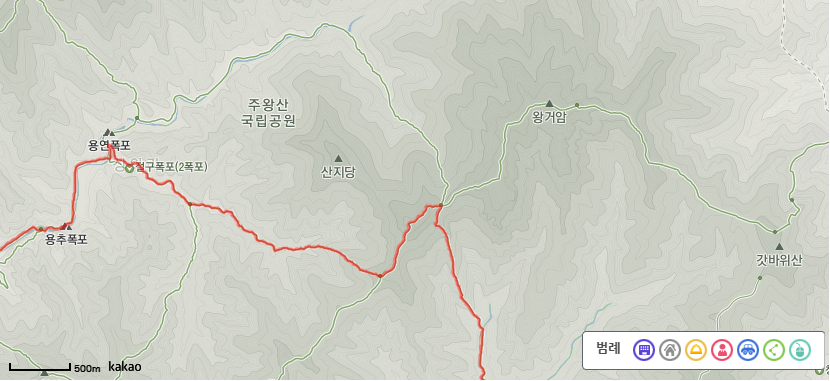 주왕산
국립공원
왕거암
용연폭포
절구폭포(2폭포)
산지당
용추폭포
갓바위산
범례
500m kakao